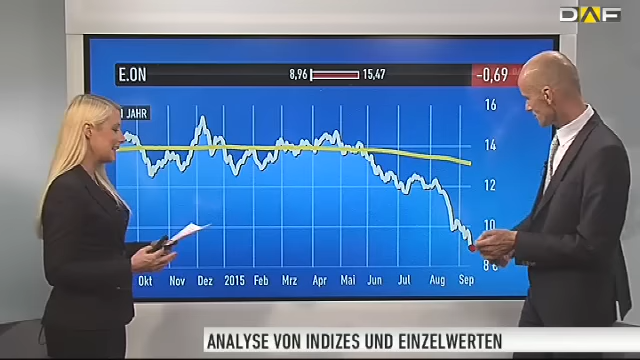 DAF
E.ON
8,96 15,47
-0,69
1 JAHR
16
14
12
10
8
Okt Nov Dez 2015 Feb Mrz Apr Mai Jun Jul Aug Sep
ANALYSE VON INDIZES UND EINZELWERTEN